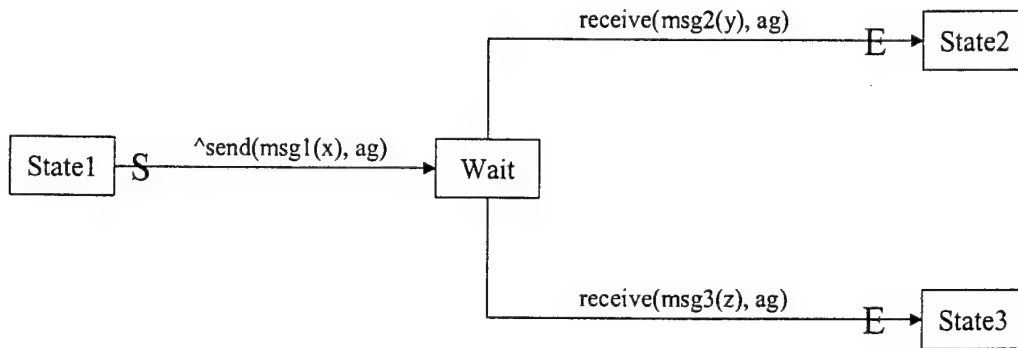 receive(msg2(y), ag)
E
State2
State1
S
^send(msg1(x), ag)
Wait
receive(msg3(z), ag)
E
State3